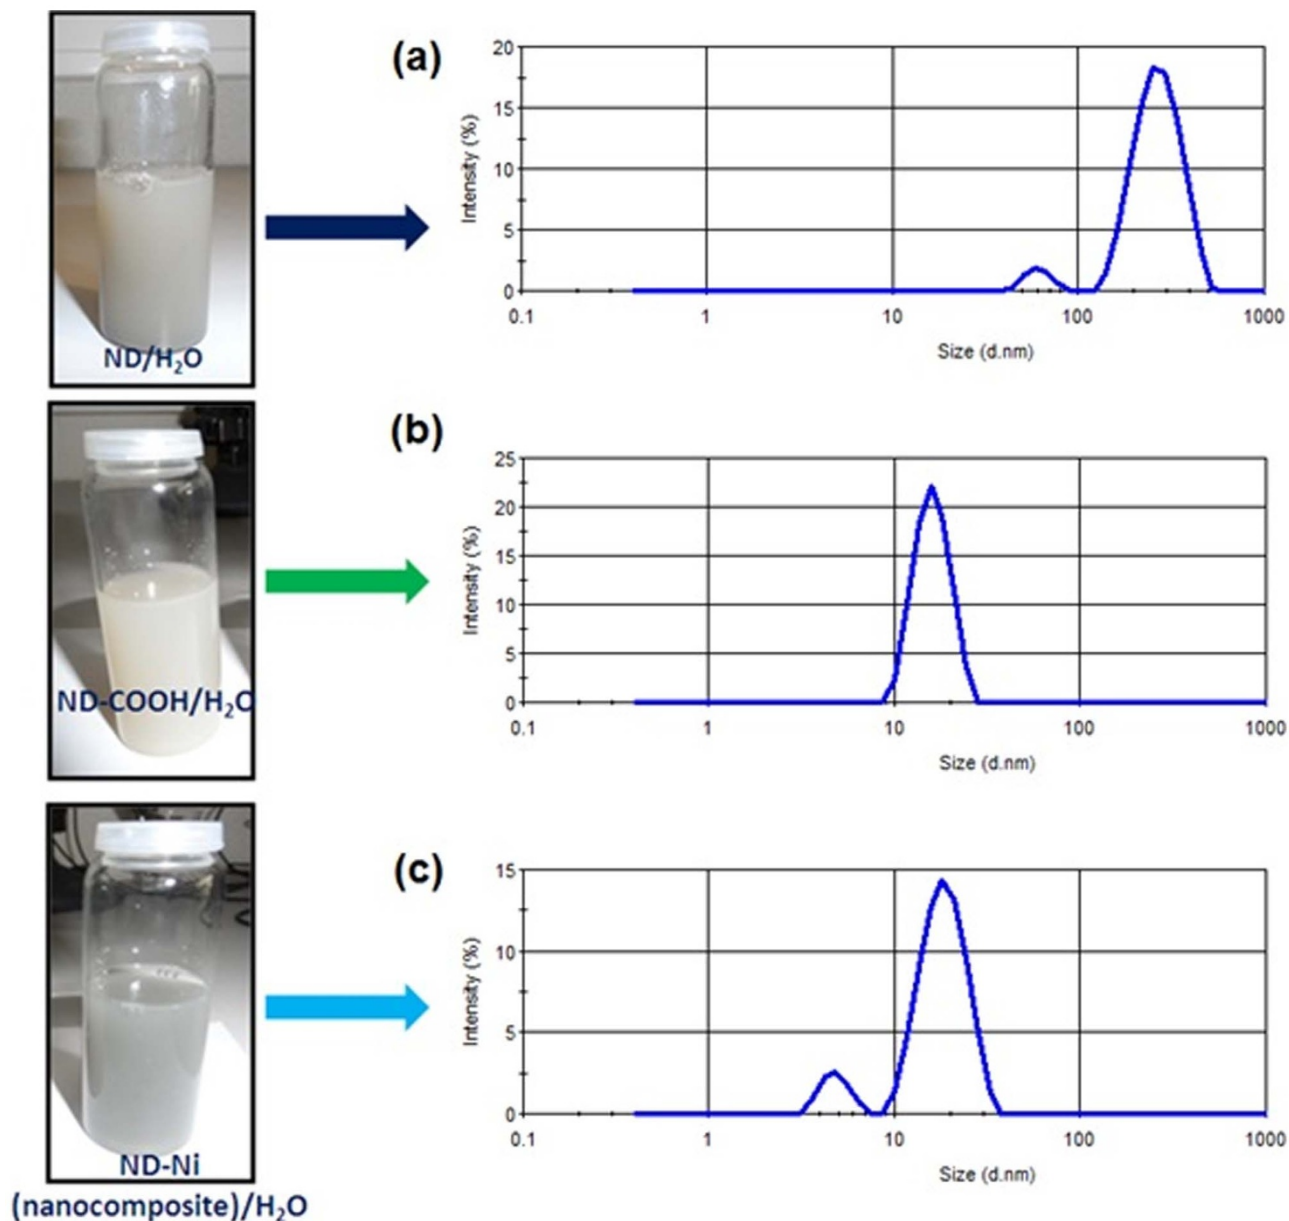 (a)
20
15
10
5
0
Intensity (%)
0.1 1 10 100 1000
Size (d.nm)
ND/H₂O
(b)
25
20
15
10
5
0
Intensity (%)
0.1 1 10 100 1000
Size (d.nm)
ND-COOH/H₂O
(c)
15
10
5
0
Intensity (%)
0.1 1 10 100 1000
Size (d.nm)
ND-Ni
(nanocomposite)/H₂O